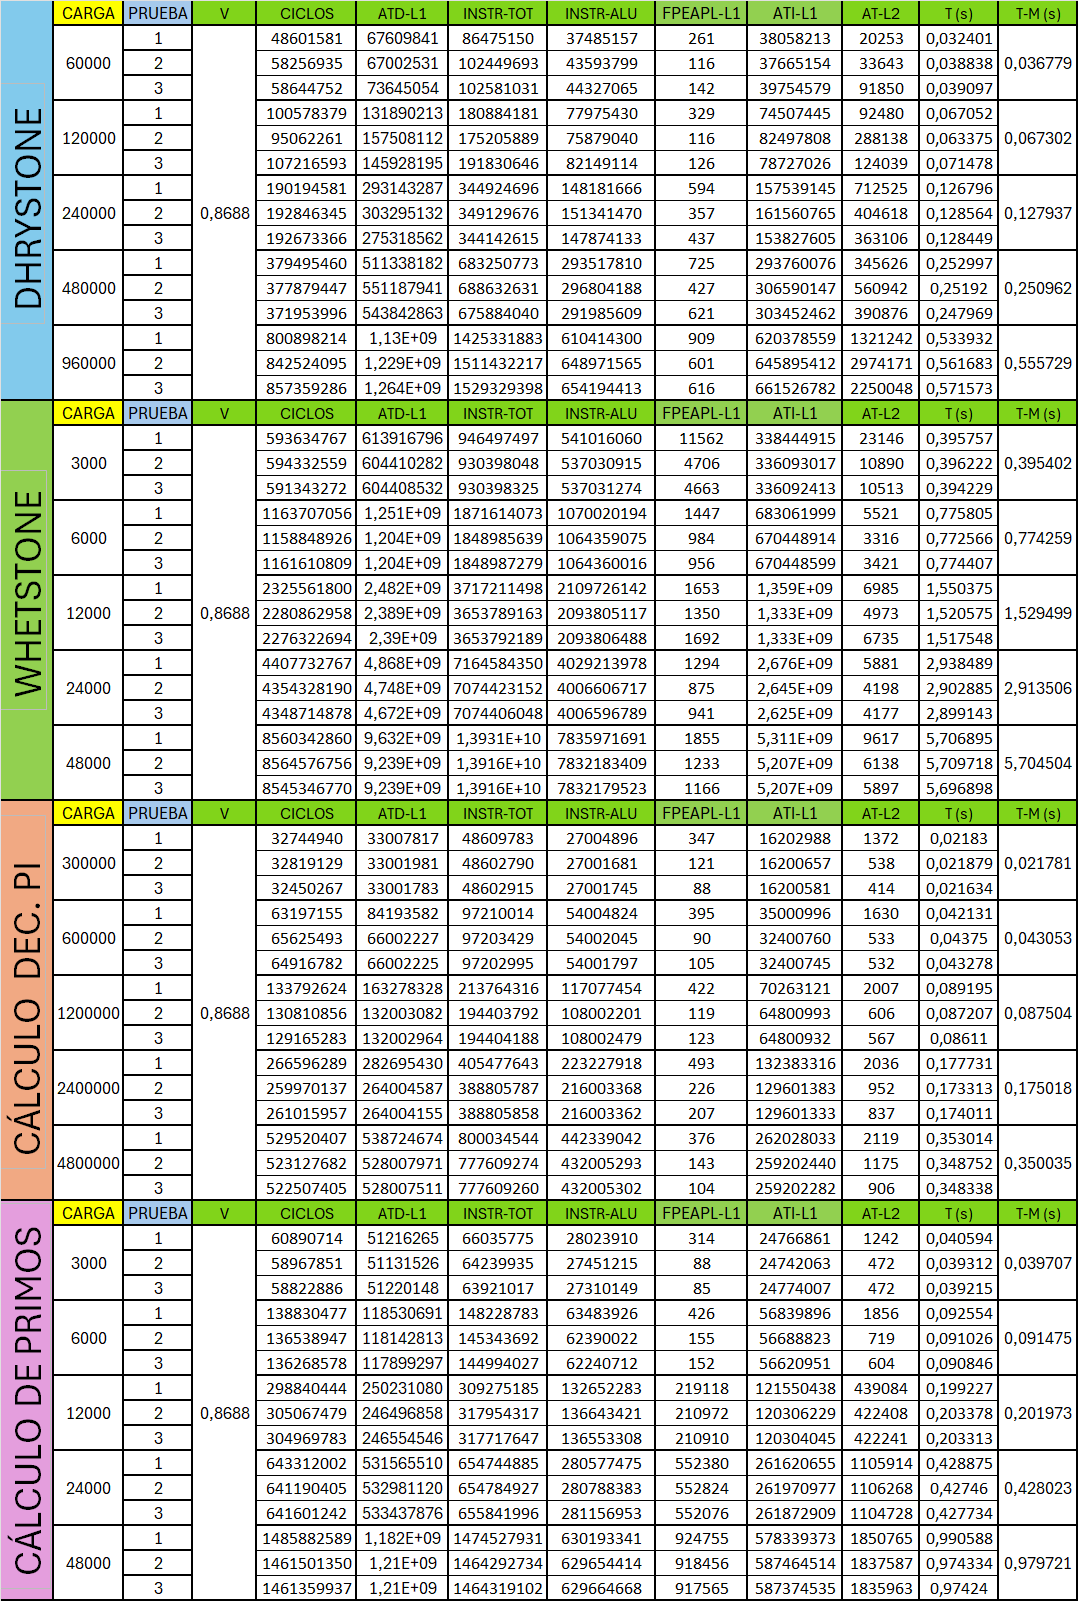 DHRYSTONE
CARGA PRUEBA V CICLOS ATD-L1 INSTR-TOT INSTR-ALU FPEAPL-L1 ATI-L1 AT-L2 T (s) T-M (s)
60000 0,8688 0,036779
1 48601581 67609841 86475150 37485157 261 38058213 20253 0,032401
2 58256935 67002531 102449693 43593799 116 37665154 33643 0,038838
3 58644752 73645054 102581031 44327065 142 39754579 91850 0,039097
120000 0,067302
1 100578379 131890213 180884181 77975430 329 74507445 92480 0,067052
2 95062261 157508112 175205889 75879040 116 82497808 288138 0,063375
3 107216593 145928195 191830646 82149114 126 78727026 124039 0,071478
240000 0,127937
1 190194581 293143287 344924696 148181666 594 157539145 712525 0,126796
2 192846345 303295132 349129676 151341470 357 161560765 404618 0,128564
3 192673366 275318562 344142615 147874133 437 153827605 363106 0,128449
480000 0,250962
1 379495460 511338182 683250773 293517810 725 293760076 345626 0,252997
2 377879447 551187941 688632631 296804188 427 306590147 560942 0,25192
3 371953996 543842863 675884040 291985609 621 303452462 390876 0,247969
960000 0,555729
1 800898214 1,13E+09 1425331883 610414300 909 620378559 1321242 0,533932
2 842524095 1,229E+09 1511432217 648971565 601 645895412 2974171 0,561683
3 857359286 1,264E+09 1529329398 654194413 616 661526782 2250048 0,571573
WHETSTONE
CARGA PRUEBA V CICLOS ATD-L1 INSTR-TOT INSTR-ALU FPEAPL-L1 ATI-L1 AT-L2 T (s) T-M (s)
3000 0,8688 0,395402
1 593634767 613916796 946497497 541016060 11562 338444915 23146 0,395757
2 594332559 604410282 930398048 537030915 4706 336093017 10890 0,396222
3 591343272 604408532 930398325 537031274 4663 336092413 10513 0,394229
6000 0,774259
1 1163707056 1,251E+09 1871614073 1070020194 1447 683061999 5521 0,775805
2 1158848926 1,204E+09 1848985639 1064359075 984 670448914 3316 0,772566
3 1161610809 1,204E+09 1848987279 1064360016 956 670448599 3421 0,774407
12000 1,529499
1 2325561800 2,482E+09 3717211498 2109726142 1653 1,359E+09 6985 1,550375
2 2280862958 2,389E+09 3653789163 2093805117 1350 1,333E+09 4973 1,520575
3 2276322694 2,39E+09 3653792189 2093806488 1692 1,333E+09 6735 1,517548
24000 2,913506
1 4407732767 4,868E+09 7164584350 4029213978 1294 2,676E+09 5881 2,938489
2 4354328190 4,748E+09 7074423152 4006606717 875 2,645E+09 4198 2,902885
3 4348714878 4,672E+09 7074406048 4006596789 941 2,625E+09 4177 2,899143
48000 5,704504
1 8560342860 9,632E+09 1,3931E+10 7835971691 1855 5,311E+09 9617 5,706895
2 8564576756 9,239E+09 1,3916E+10 7832183409 1233 5,207E+09 6138 5,709718
3 8545346770 9,239E+09 1,3916E+10 7832179523 1166 5,207E+09 5897 5,696898
CÁLCULO DEC. PI
CARGA PRUEBA V CICLOS ATD-L1 INSTR-TOT INSTR-ALU FPEAPL-L1 ATI-L1 AT-L2 T (s) T-M (s)
300000 0,8688 0,021781
1 32744940 33007817 48609783 27004896 347 16202988 1372 0,02183
2 32819129 33001981 48602790 27001681 121 16200657 538 0,021879
3 32450267 33001783 48602915 27001745 88 16200581 414 0,021634
600000 0,043053
1 63197155 84193582 97210014 54004824 395 35000996 1630 0,042131
2 65625493 66002227 97203429 54002045 90 32400760 533 0,04375
3 64916782 66002225 97202995 54001797 105 32400745 532 0,043278
1200000 0,087504
1 133792624 163278328 213764316 117077454 422 70263121 2007 0,089195
2 130810856 132003082 194403792 108002201 119 64800993 606 0,087207
3 129165283 132002964 194404188 108002479 123 64800932 567 0,08611
2400000 0,175018
1 266596289 282695430 405477643 223227918 493 132383316 2036 0,177731
2 259970137 264004587 388805787 216003368 226 129601383 952 0,173313
3 261015957 264004155 388805858 216003362 207 129601333 837 0,174011
4800000 0,350035
1 529520407 538724674 800034544 442339042 376 262028033 2119 0,353014
2 523127682 528007971 777609274 432005293 143 259202440 1175 0,348752
3 522507405 528007511 777609260 432005302 104 259202282 906 0,348338
CÁLCULO DE PRIMOS
CARGA PRUEBA V CICLOS ATD-L1 INSTR-TOT INSTR-ALU FPEAPL-L1 ATI-L1 AT-L2 T (s) T-M (s)
3000 0,8688 0,039707
1 60890714 51216265 66035775 28023910 314 24766861 1242 0,040594
2 58967851 51131526 64239935 27451215 88 24742063 472 0,039312
3 58822886 51220148 63921017 27310149 85 24774007 472 0,039215
6000 0,091475
1 138830477 118530691 148228783 63483926 426 56839896 1856 0,092554
2 136538947 118142813 145343692 62390022 155 56688823 719 0,091026
3 136268578 117899297 144994027 62240712 152 56620951 604 0,090846
12000 0,201973
1 298840444 250231080 309275185 132652283 219118 121550438 439084 0,199227
2 305067479 246496858 317954317 136643421 210972 120306229 422408 0,203378
3 304969783 246554546 317717647 136553308 210910 120304045 422241 0,203313
24000 0,428023
1 643312002 531565510 654744885 280577475 552380 261620655 1105914 0,428875
2 641190405 532981120 654784927 280788383 552824 261970977 1106268 0,42746
3 641601242 533437876 655841996 281156953 552076 261872909 1104728 0,427734
48000 0,979721
1 1485882589 1,182E+09 1474527931 630193341 924755 578339373 1850765 0,990588
2 1461501350 1,21E+09 1464292734 629654414 918456 587464514 1837587 0,974334
3 1461359937 1,21E+09 1464319102 629664668 917565 587374535 1835963 0,97424